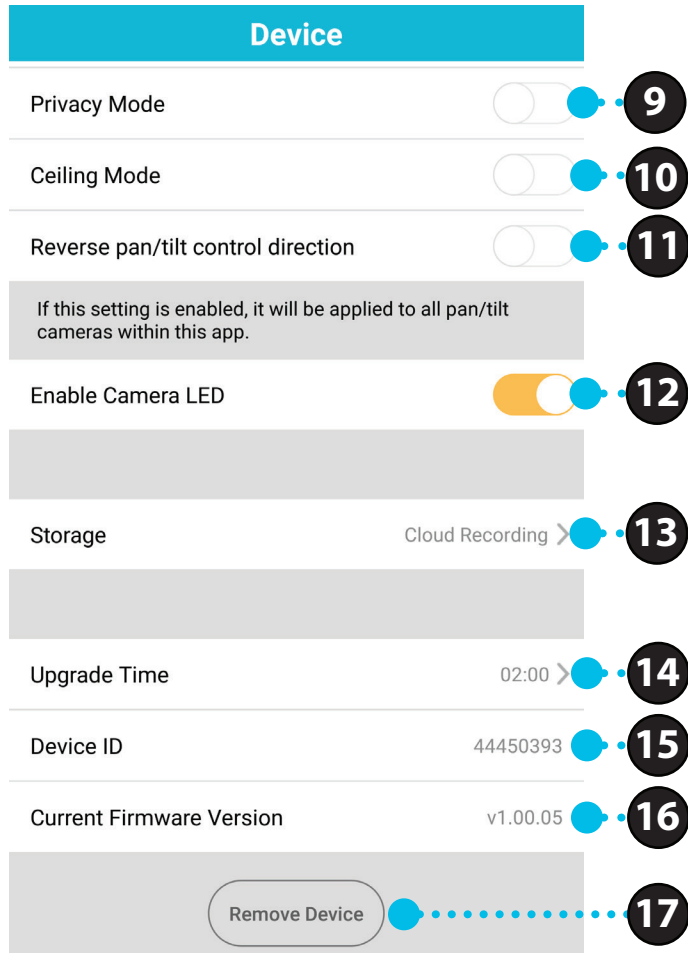 Device
Privacy Mode 9
Ceiling Mode 10
Reverse pan/tilt control direction 11
If this setting is enabled, it will be applied to all pan/tilt
cameras within this app.
Enable Camera LED 12
Storage Cloud Recording 13
Upgrade Time 02:00 14
Device ID 44450393 15
Current Firmware Version v1.00.05 16
Remove Device 17